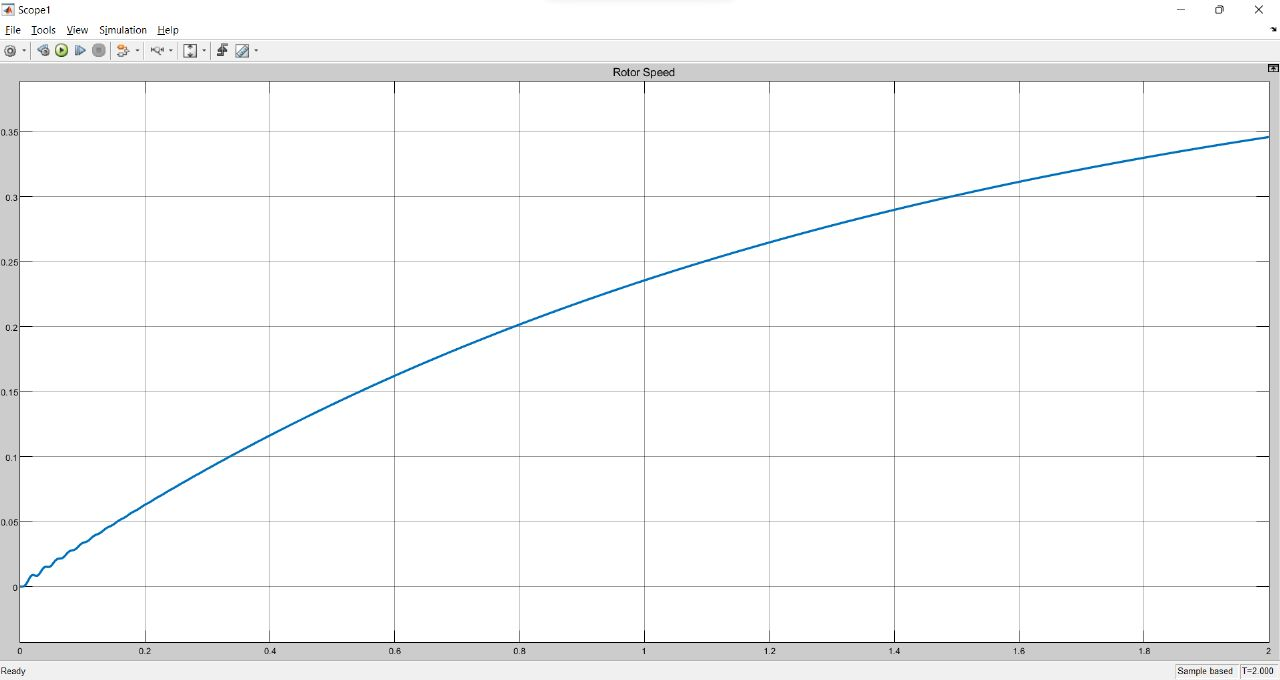 Scope1
File Tools View Simulation Help
Rotor Speed
0.35
0.3
0.25
0.2
0.15
0.1
0.05
0
0 0.2 0.4 0.6 0.8 1 1.2 1.4 1.6 1.8 2
Ready Sample based T=2.000